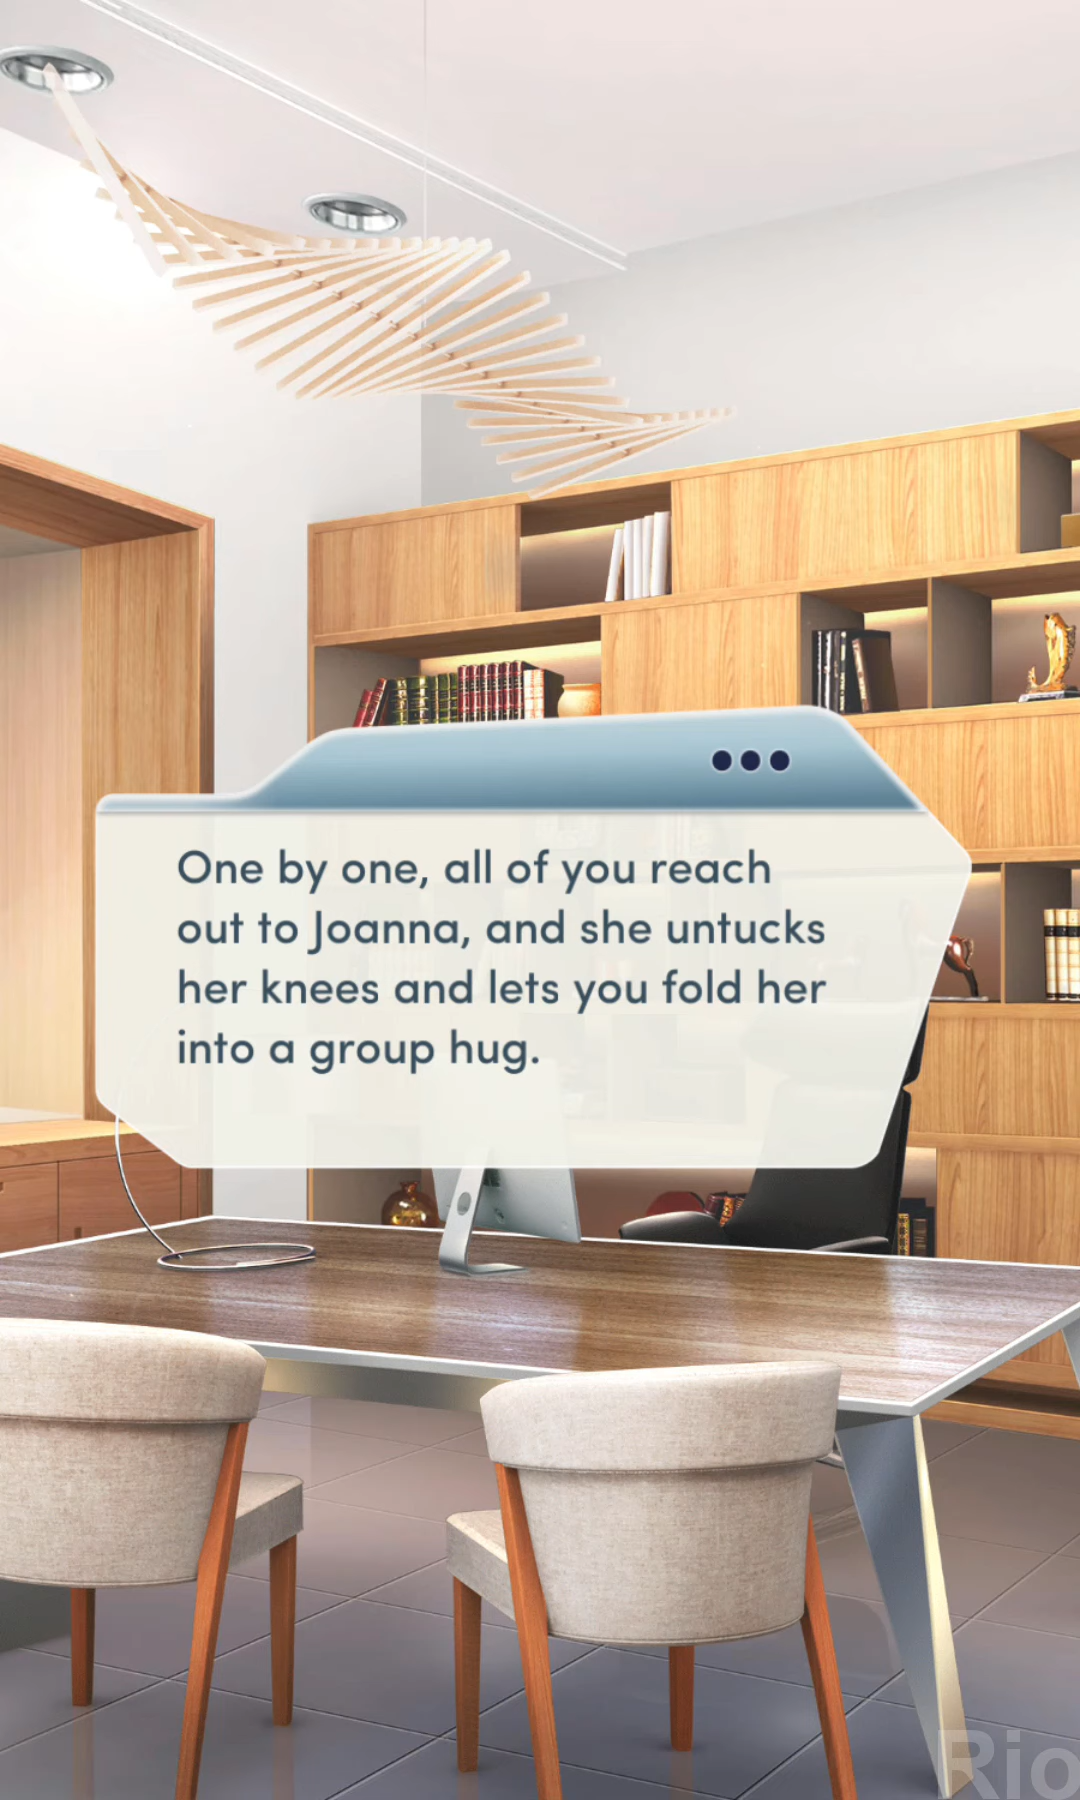 One by one, all of you reach
out to Joanna, and she untucks
her knees and lets you fold her
into a group hug.
Rio